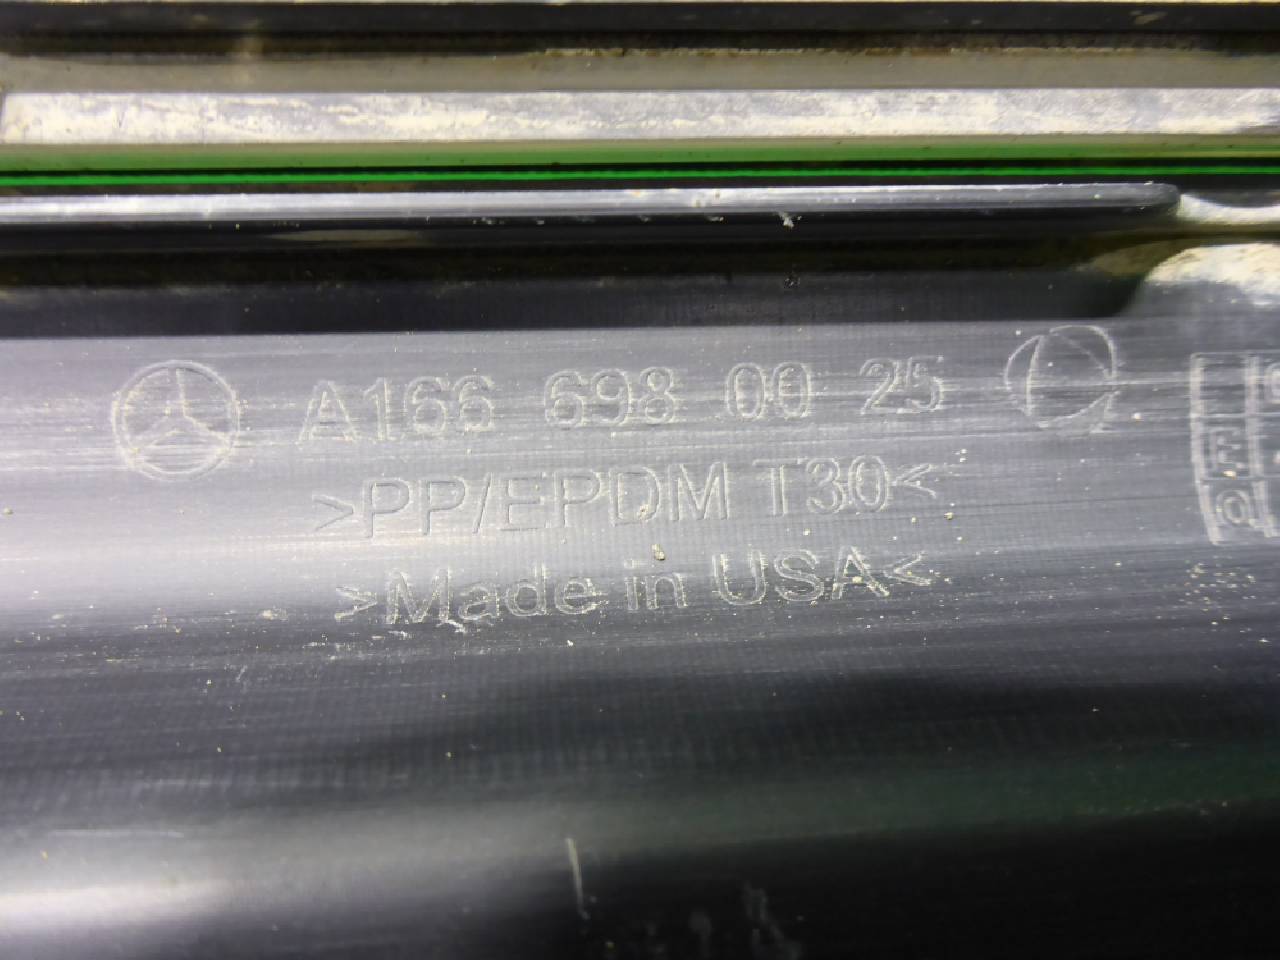 A166 698 00 25
>PP/EPDM T30<
>Made in USA<